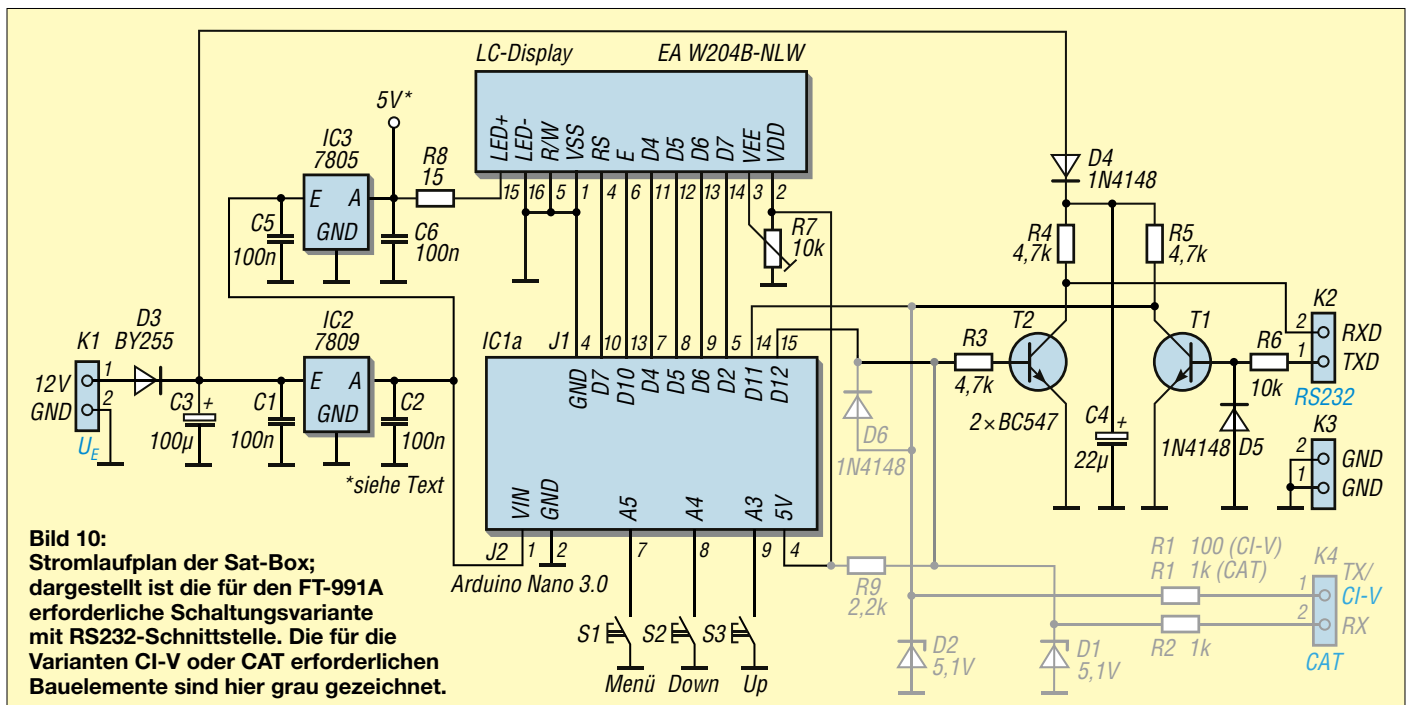 LC-Display EA W204B-NLW
5V*
IC3
7805
R8
15
LED+ LED- R/W VSS RS E D4 D5 D6 D7 VEE VDD
15 16 5 1 4 6 11 12 13 14 3 2
E A
GND
C5
100n
C6
100n
R7
10k
D4
1N4148
R4
4,7k
R5
4,7k
K1
12V
GND
1
2
UE
D3
BY255
IC2
7809
E A
GND
C3
+
100µ
C1
100n
C2
100n
*siehe Text
IC1a J1
4 10 13 7 8 9 5 14 15
GND D7 D10 D4 D5 D6 D2 D11 D12
VIN GND A5 A4 A3 5V
J2 1 2 7 8 9 4
Arduino Nano 3.0
D6
1N4148
R3
4,7k
T2
2×BC547
T1
C4
+
22µ
R6
10k
1N4148 D5
K2
2 RXD
1 TXD
RS232
K3
2 GND
1 GND
R9
2,2k
S1 S2 S3
Menü Down Up
D2
5,1V
D1
5,1V
R1 100 (CI-V)
R1 1k (CAT)
R2 1k
K4
1 TX/
CI-V
2 RX
CAT
Bild 10:
Stromlaufplan der Sat-Box;
dargestellt ist die für den FT-991A
erforderliche Schaltungsvariante
mit RS232-Schnittstelle. Die für die
Varianten CI-V oder CAT erforderlichen
Bauelemente sind hier grau gezeichnet.